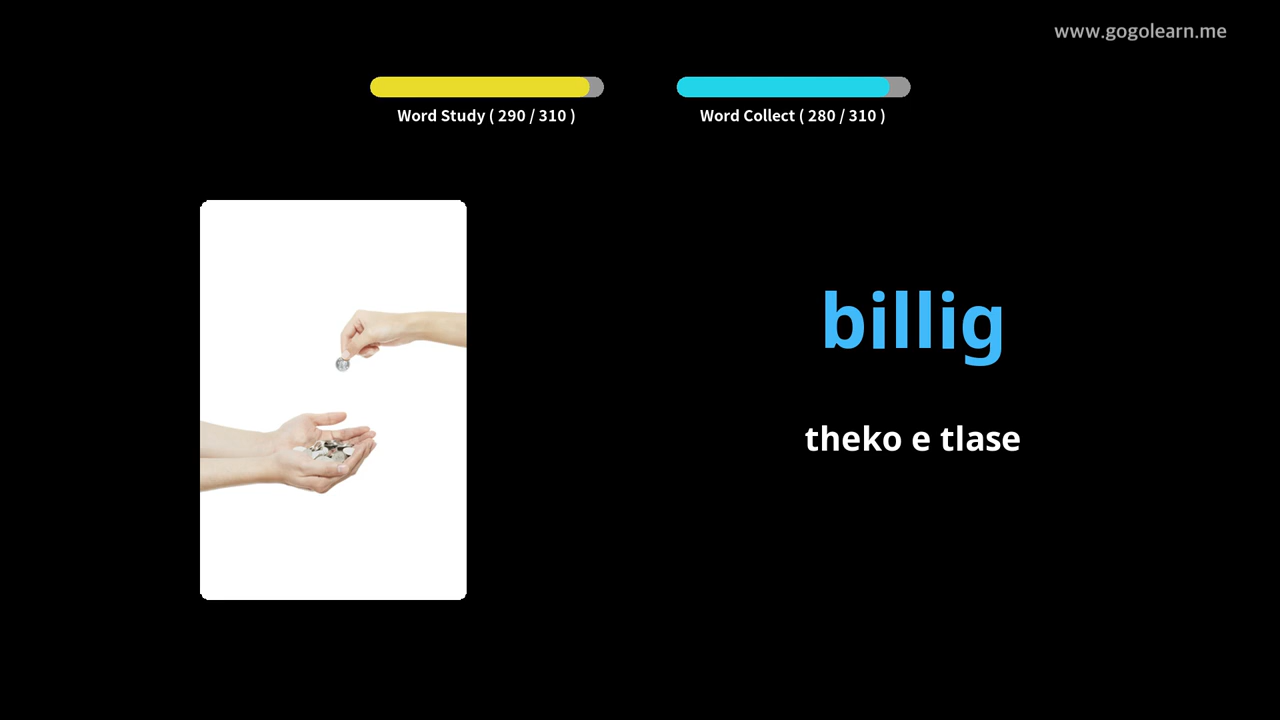 www.gogolearn.me
Word Study ( 290 / 310 )
Word Collect ( 280 / 310 )
billig
theko e tlase